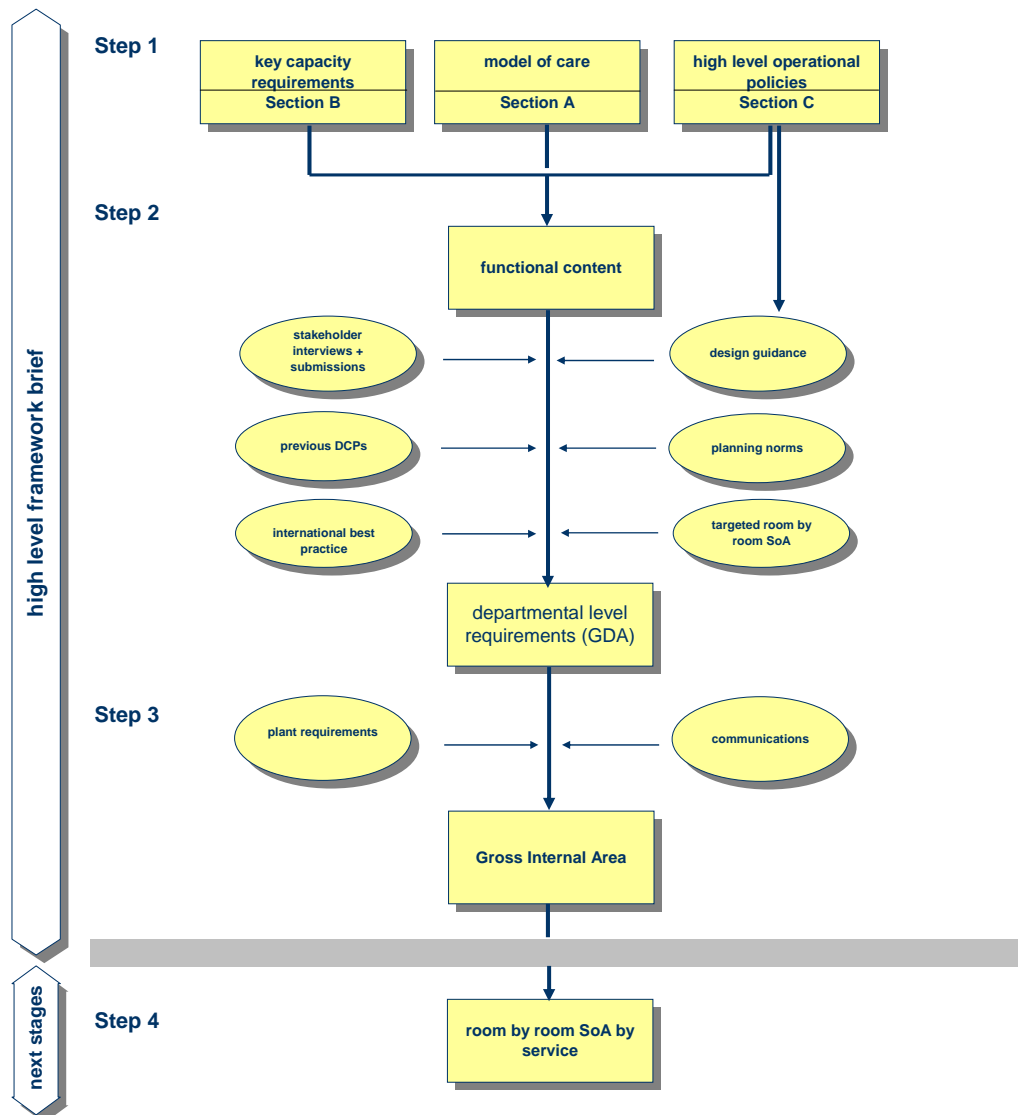 Step 1
key capacity
requirements
Section B
model of care
Section A
high level operational
policies
Section C
Step 2
functional content
stakeholder
interviews +
submissions
design guidance
previous DCPs
planning norms
international best
practice
targeted room by
room SoA
departmental level
requirements (GDA)
Step 3
plant requirements
communications
Gross Internal Area
Step 4
room by room SoA by
service
high level framework brief
next stages